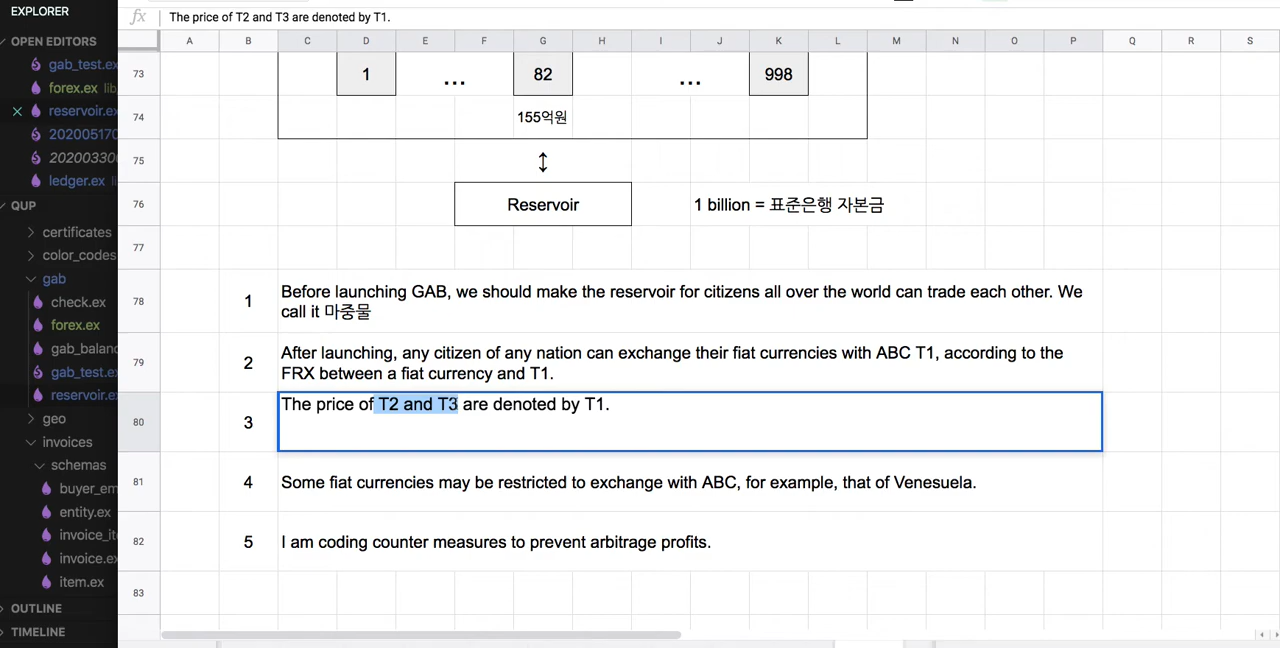 EXPLORER
OPEN EDITORS
gab_test.ex
forex.ex lib
reservoir.ex
202005170
20200330
ledger.ex li
QUP
certificates
color_codes
gab
check.ex
forex.ex
gab_balan
gab_test.ex
reservoir.ex
geo
invoices
schemas
buyer_em
entity.ex
invoice_it
invoice.ex
item.ex
OUTLINE
TIMELINE
fx The price of T2 and T3 are denoted by T1.
A B C D E F G H I J K L M N O P Q R S
73 1 ... 82 ... 998
74 155억원
75 ↕
76 Reservoir 1 billion = 표준은행 자본금
77
78 1 Before launching GAB, we should make the reservoir for citizens all over the world can trade each other. We
call it 마중물
79 2 After launching, any citizen of any nation can exchange their fiat currencies with ABC T1, according to the
FRX between a fiat currency and T1.
80 3 The price of T2 and T3 are denoted by T1.
81 4 Some fiat currencies may be restricted to exchange with ABC, for example, that of Venesuela.
82 5 I am coding counter measures to prevent arbitrage profits.
83